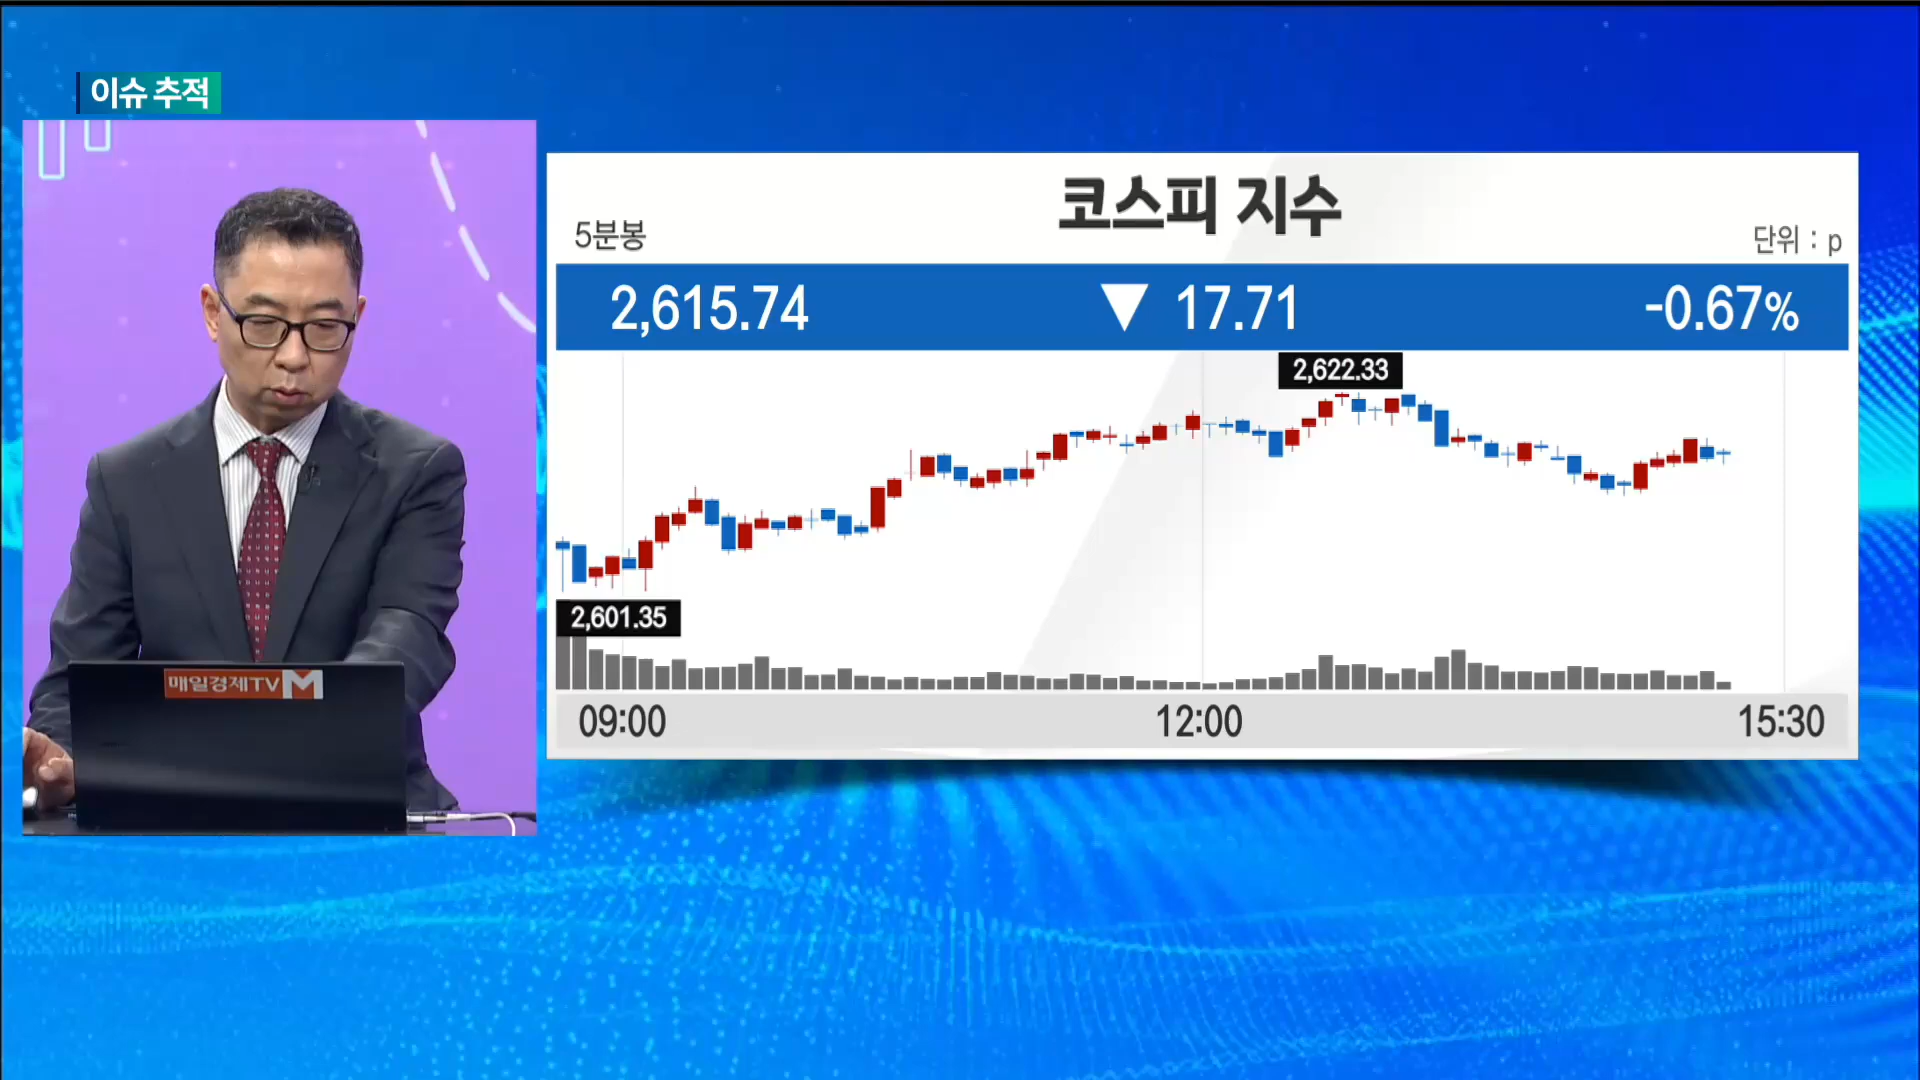 이슈 추적
코스피 지수
5분봉
단위 : p
2,615.74 ▼ 17.71 -0.67%
2,622.33
2,601.35
09:00 12:00 15:30
매일경제TV M